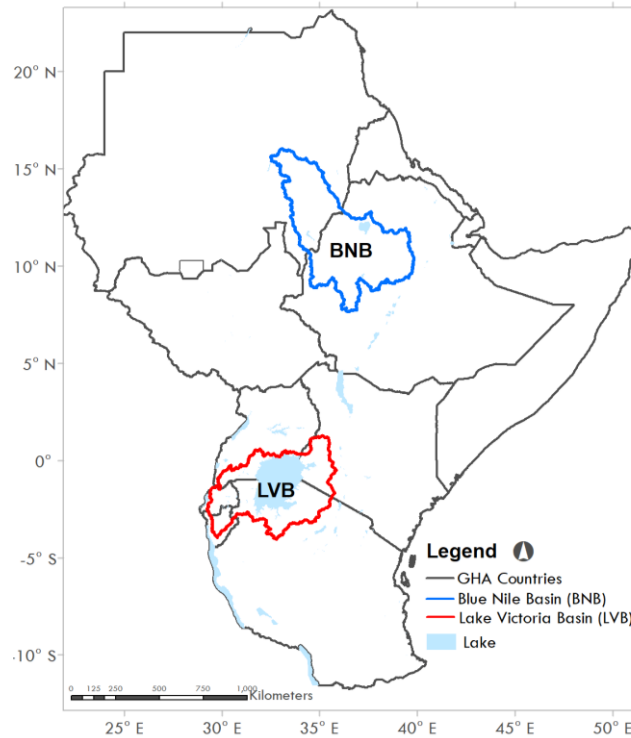 20° N
15° N
10° N
5° N
0°
-5° S
-10° S
BNB
LVB
Legend
GHA Countries
Blue Nile Basin (BNB)
Lake Victoria Basin (LVB)
Lake
0 125 250 500 750 1,000
Kilometers
25° E 30° E 35° E 40° E 45° E 50° E